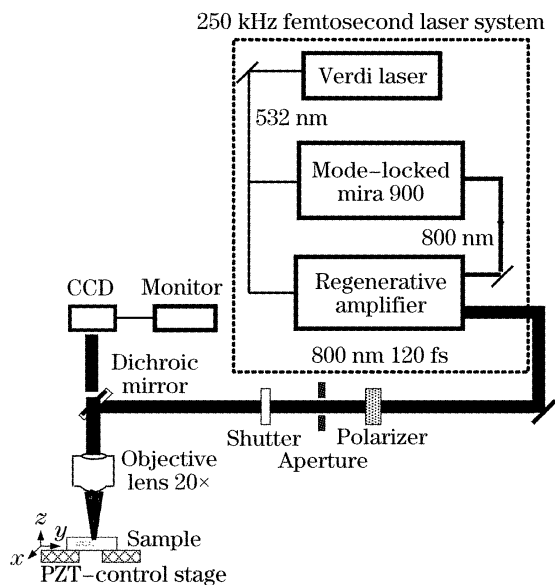 250 kHz femtosecond laser system
Verdi laser
532 nm
Mode-locked
mira 900
800 nm
Regenerative
amplifier
800 nm 120 fs
CCD
Monitor
Dichroic
mirror
Shutter
Aperture
Polarizer
Objective
lens 20×
z
y
x
Sample
PZT-control stage